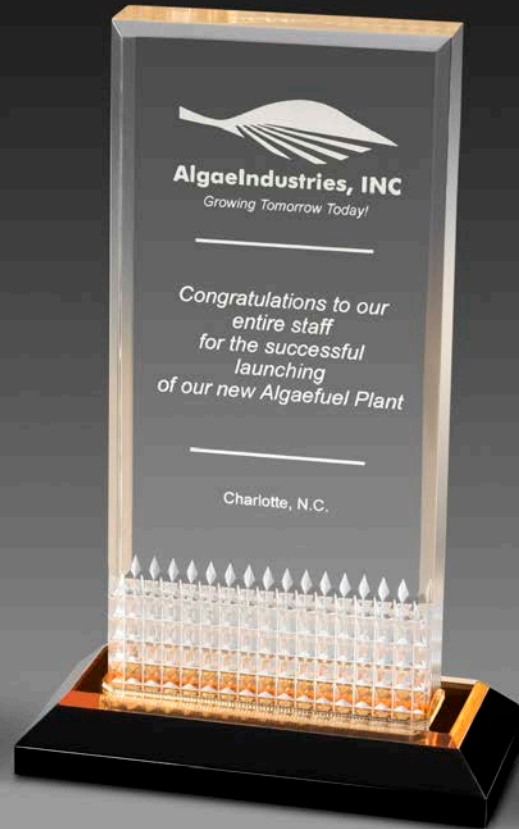 AlgaeIndustries, INC
Growing Tomorrow Today!
Congratulations to our
entire staff
for the successful
launching
of our new Algaefuel Plant
Charlotte, N.C.